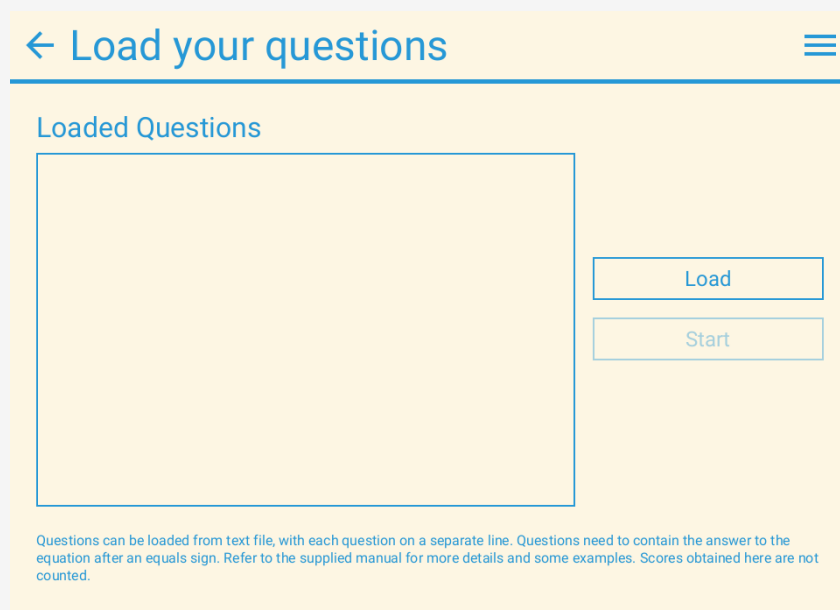 Load your questions
Loaded Questions
Load
Start
Questions can be loaded from text file, with each question on a separate line. Questions need to contain the answer to the
equation after an equals sign. Refer to the supplied manual for more details and some examples. Scores obtained here are not
counted.